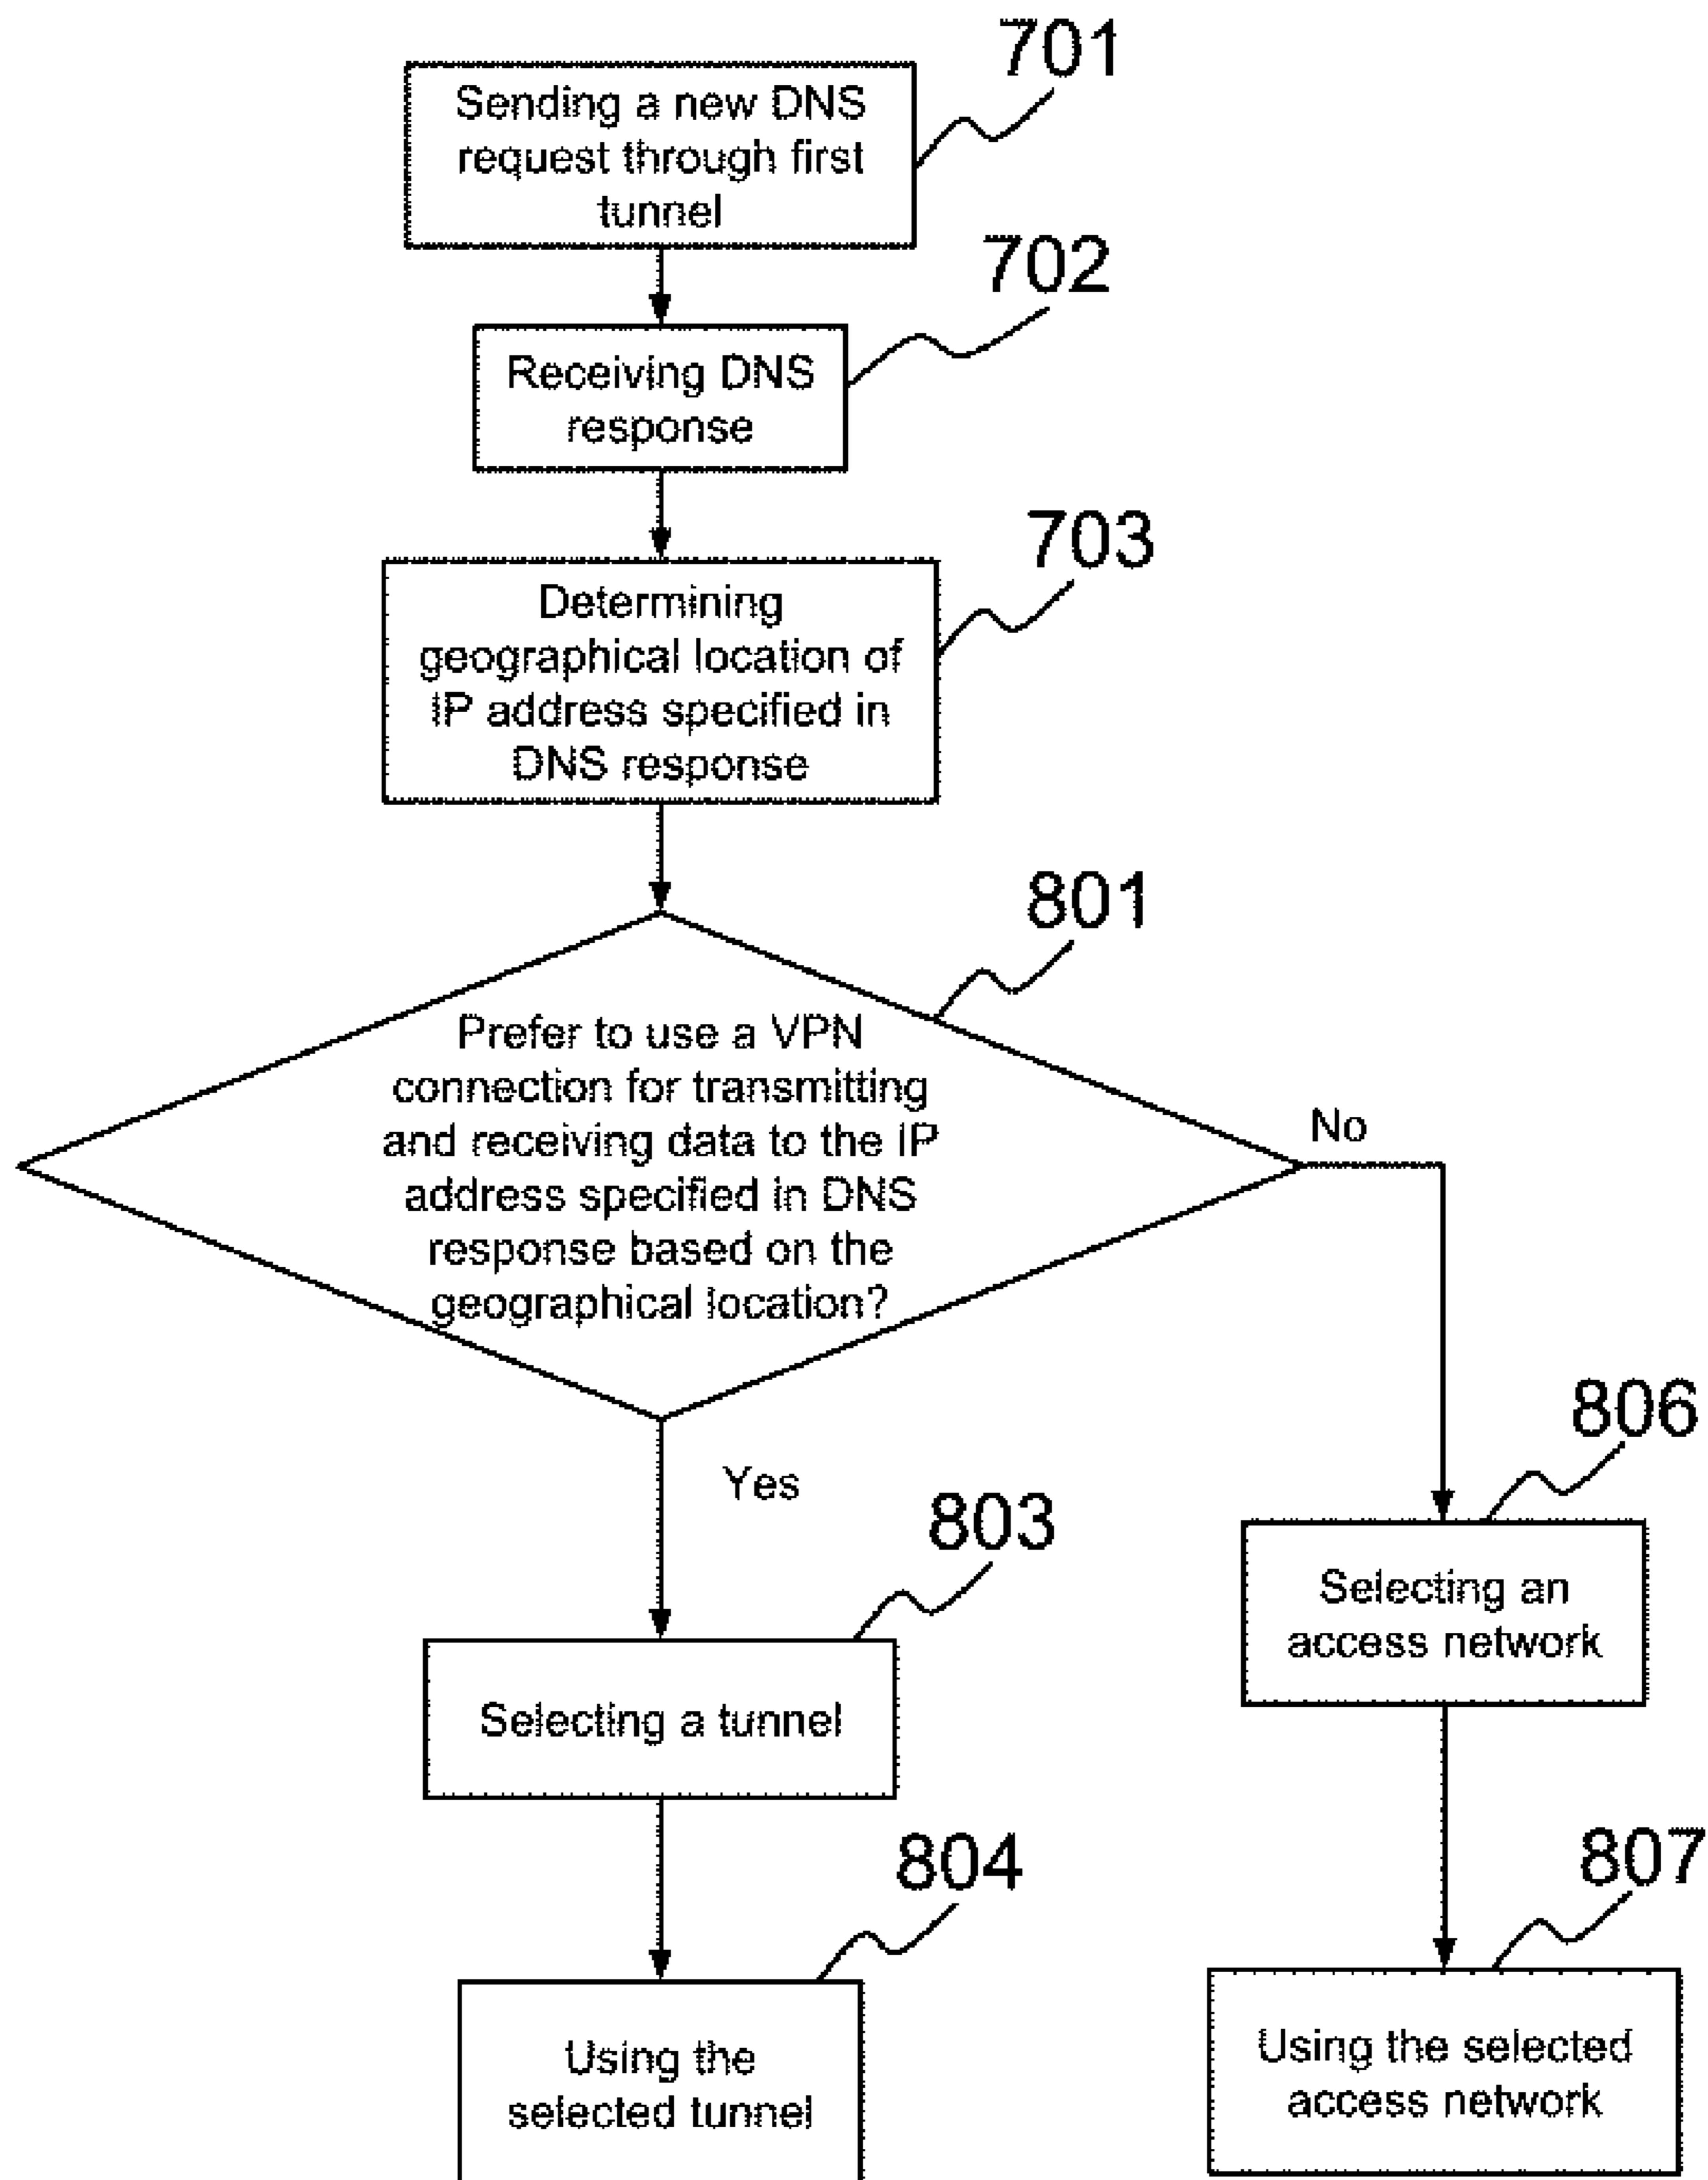 701
Sending a new DNS
request through first
tunnel
702
Receiving DNS
response
703
Determining
geographical location of
IP address specified in
DNS response
801
Prefer to use a VPN
connection for transmitting
and receiving data to the IP
address specified in DNS
response based on the
geographical location?
No
Yes
806
803
Selecting an
access network
Selecting a tunnel
804
807
Using the
selected tunnel
Using the selected
access network